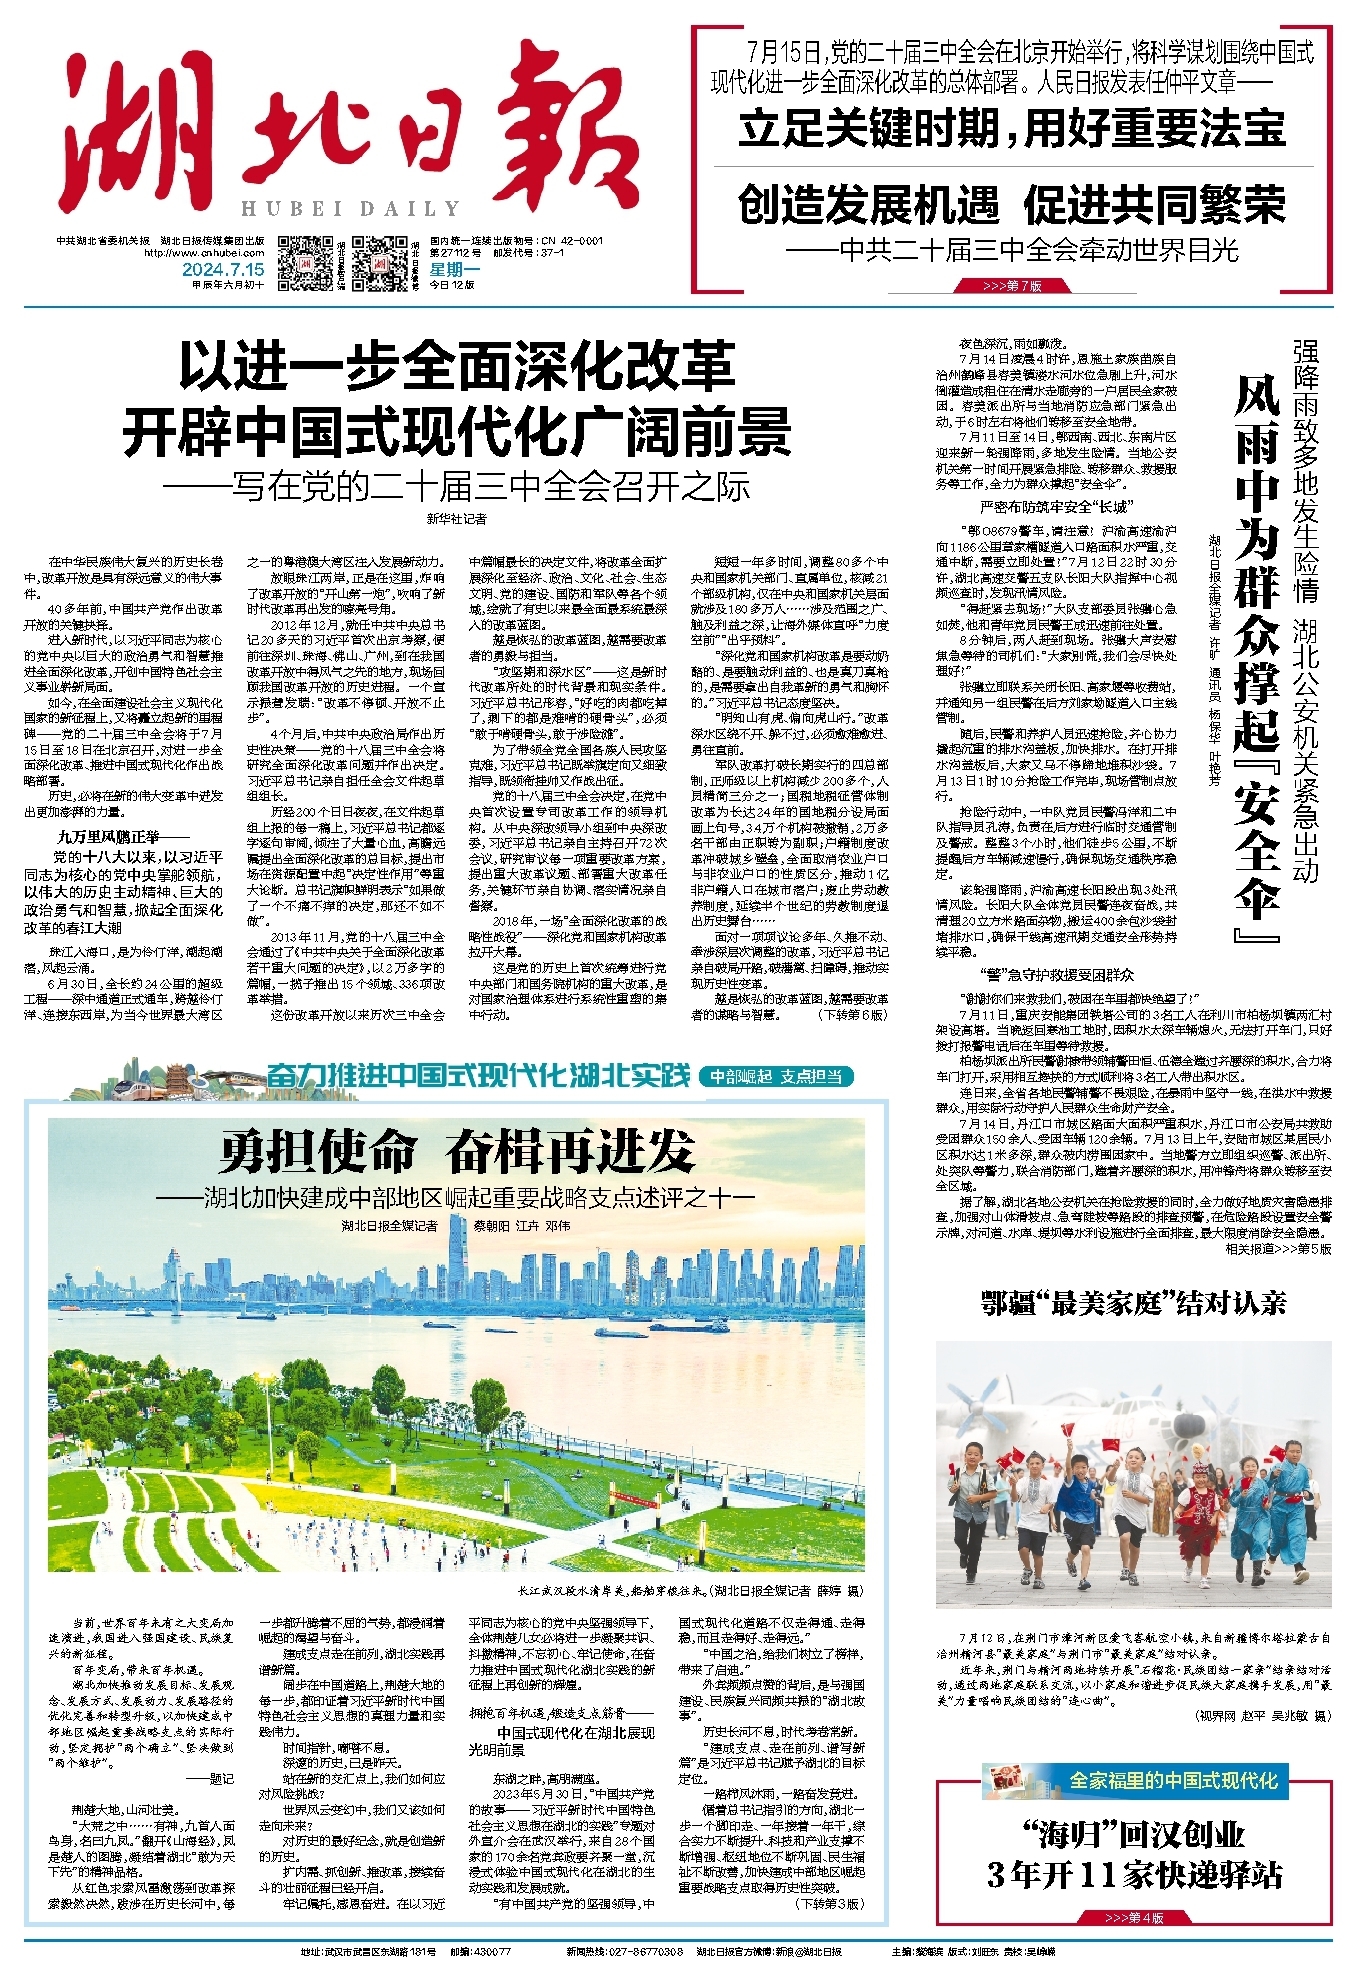 湖北日報
HUBEI DAILY
中共湖北省委机关报 湖北日报传媒集团出版
http://www.cnhubei.com
2024.7.15
甲辰年六月初十
国内统一连续出版物号:CN 42-0001
第27112号 邮发代号:37-1
星期一
今日12版
7月15日,党的二十届三中全会在北京开始举行,将科学谋划围绕中国式
现代化进一步全面深化改革的总体部署。人民日报发表任仲平文章——
立足关键时期,用好重要法宝
创造发展机遇 促进共同繁荣
——中共二十届三中全会牵动世界目光
>>>第7版
以进一步全面深化改革
开辟中国式现代化广阔前景
——写在党的二十届三中全会召开之际
新华社记者
在中华民族伟大复兴的历史长卷
中,改革开放是具有深远意义的伟大事
件。
40多年前,中国共产党作出改革
开放的关键抉择。
进入新时代,以习近平同志为核心
的党中央以巨大的政治勇气和智慧推
进全面深化改革,开创中国特色社会主
义事业崭新局面。
如今,在全面建设社会主义现代化
国家的新征程上,又将矗立起新的里程
碑——党的二十届三中全会将于7月
15日至18日在北京召开,对进一步全
面深化改革、推进中国式现代化作出战
略部署。
历史,必将在新的伟大变革中迸发
出更加澎湃的力量。
九万里风鹏正举——
党的十八大以来,以习近平
同志为核心的党中央掌舵领航,
以伟大的历史主动精神、巨大的
政治勇气和智慧,掀起全面深化
改革的春江大潮
珠江入海口,是为伶仃洋,潮起潮
落,风起云涌。
6月30日,全长约24公里的超级
工程——深中通道正式通车,跨越伶仃
洋、连接东西岸,为当今世界最大湾区
之一的粤港澳大湾区注入发展新动力。
放眼珠江两岸,正是在这里,炸响
了改革开放的“开山第一炮”,吹响了新
时代改革再出发的嘹亮号角。
2012年12月,就任中共中央总书
记20多天的习近平首次出京考察,便
前往深圳、珠海、佛山、广州,到在我国
改革开放中得风气之先的地方,现场回
顾我国改革开放的历史进程。一个宣
示振聋发聩:“改革不停顿、开放不止
步”。
4个月后,中共中央政治局作出历
史性决策——党的十八届三中全会将
研究全面深化改革问题并作出决定。
习近平总书记亲自担任全会文件起草
组组长。
历经200个日日夜夜,在文件起草
组上报的每一稿上,习近平总书记都逐
字逐句审阅,倾注了大量心血,高瞻远
瞩提出全面深化改革的总目标,提出市
场在资源配置中起“决定性作用”等重
大论断。总书记旗帜鲜明表示“如果做
了一个不痛不痒的决定,那还不如不
做”。
2013年11月,党的十八届三中全
会通过了《中共中央关于全面深化改革
若干重大问题的决定》,以2万多字的
篇幅,一揽子推出15个领域、336项改
革举措。
这份改革开放以来历次三中全会
中篇幅最长的决定文件,将改革全面扩
展深化至经济、政治、文化、社会、生态
文明、党的建设、国防和军队等各个领
域,绘就了有史以来最全面最系统最深
入的改革蓝图。
越是恢弘的改革蓝图,越需要改革
者的勇毅与担当。
“攻坚期和深水区”——这是新时
代改革所处的时代背景和现实条件。
习近平总书记形容,“好吃的肉都吃掉
了,剩下的都是难啃的硬骨头”,必须
“敢于啃硬骨头,敢于涉险滩”。
为了带领全党全国各族人民攻坚
克难,习近平总书记既举旗定向又细致
指导,既领衔挂帅又作战出征。
党的十八届三中全会决定,在党中
央首次设置专司改革工作的领导机
构。从中央深改领导小组到中央深改
委,习近平总书记亲自主持召开72次
会议,研究审议每一项重要改革方案,
提出重大改革议题、部署重大改革任
务,关键环节亲自协调、落实情况亲自
督察。
2018年,一场“全面深化改革的战
略性战役”——深化党和国家机构改革
拉开大幕。
这是党的历史上首次统筹进行党
中央部门和国务院机构的重大改革,是
对国家治理体系进行系统性重塑的集
中行动。
短短一年多时间,调整80多个中
央和国家机关部门、直属单位,核减21
个部级机构,仅在中央和国家机关层面
就涉及180多万人……涉及范围之广、
触及利益之深,让海外媒体直呼“力度
空前”“出乎预料”。
“深化党和国家机构改革是要动奶
酪的、是要触动利益的、也是真刀真枪
的,是需要拿出自我革新的勇气和胸怀
的。”习近平总书记态度坚决。
“明知山有虎、偏向虎山行。”改革
深水区绕不开、躲不过,必须愈难愈进、
勇往直前。
军队改革打破长期实行的四总部
制,正师级以上机构减少200多个,人
员精简三分之一;国税地税征管体制
改革为长达24年的国地税分设局面
画上句号,3.4万个机构被撤销,2万多
名干部由正职转为副职;户籍制度改
革冲破城乡壁垒,全面取消农业户口
与非农业户口的性质区分,推动1亿
非户籍人口在城市落户;废止劳动教
养制度,延续半个世纪的劳教制度退
出历史舞台……
面对一项项议论多年、久推不动、
牵涉深层次调整的改革,习近平总书记
亲自破局开路,破藩篱、扫障碍,推动实
现历史性变革。
越是恢弘的改革蓝图,越需要改革
者的谋略与智慧。 (下转第6版)
强降雨致多地发生险情 湖北公安机关紧急出动
风雨中为群众撑起『安全伞』
湖北日报全媒记者 许旷 通讯员 杨保华 叶艳芳
夜色深沉,雨如瓢泼。
7月14日凌晨4时许,恩施土家族苗族自
治州鹤峰县容美镇溇水河水位急剧上升,河水
倒灌造成租住在清水走廊旁的一户居民全家被
困。容美派出所与当地消防应急部门紧急出
动,于6时左右将他们转移至安全地带。
7月11日至14日,鄂西南、西北、东南片区
迎来新一轮强降雨,多地发生险情。当地公安
机关第一时间开展紧急排险、转移群众、救援服
务等工作,全力为群众撑起“安全伞”。
严密布防筑牢安全“长城”
“鄂O8679警车,请注意!沪渝高速渝沪
向1186公里章家槽隧道入口路面积水严重,交
通中断,需要立即处置!”7月12日22时30分
许,湖北高速交警五支队长阳大队指挥中心视
频巡查时,发现汛情风险。
“得赶紧去现场!”大队支部委员张骥心急
如焚,他和青年党员民警王成迅速前往处置。
8分钟后,两人赶到现场。张骥大声安慰
焦急等待的司机们:“大家别慌,我们会尽快处
理好!”
张骥立即联系关闭长阳、高家堰等收费站,
并通知另一组民警在后方刘家坳隧道入口主线
管制。
随后,民警和养护人员迅速抢险,齐心协力
撬起沉重的排水沟盖板,加快排水。在打开排
水沟盖板后,大家又马不停蹄地堆积沙袋。7
月13日1时10分抢险工作完毕,现场管制点放
行。
抢险行动中,一中队党员民警冯洋和二中
队指导员孔涛,负责在后方进行临时交通管制
及警戒。整整3个小时,他们徒步5公里,不断
提醒后方车辆减速慢行,确保现场交通秩序稳
定。
该轮强降雨,沪渝高速长阳段出现3处汛
情风险。长阳大队全体党员民警连夜奋战,共
清理20立方米路面杂物,搬运400余包沙袋封
堵排水口,确保干线高速汛期交通安全形势持
续平稳。
“警”急守护救援受困群众
“谢谢你们来救我们,被困在车里都快绝望了!”
7月11日,重庆安能集团铁塔公司的3名工人在利川市柏杨坝镇两汇村
架设高塔。当晚返回寒池工地时,因积水太深车辆熄火,无法打开车门,只好
拨打报警电话后在车里等待救援。
柏杨坝派出所民警谢禄带领辅警田恒、伍德全蹚过齐腰深的积水,合力将
车门打开,采用相互搀扶的方式顺利将3名工人带出积水区。
连日来,全省各地民警辅警不畏艰险,在暴雨中坚守一线,在洪水中救援
群众,用实际行动守护人民群众生命财产安全。
7月14日,丹江口市城区路面大面积严重积水,丹江口市公安局共救助
受困群众150余人、受困车辆120余辆。7月13日上午,安陆市城区某居民小
区积水达1米多深,群众被内涝围困家中。当地警方立即组织巡警、派出所、
处突队等警力,联合消防部门,蹚着齐腰深的积水,用冲锋舟将群众转移至安
全区域。
据了解,湖北各地公安机关在抢险救援的同时,全力做好地质灾害隐患排
查,加强对山体滑坡点、急弯陡坡等路段的排查预警,在危险路段设置安全警
示牌,对河道、水库、堤坝等水利设施进行全面排查,最大限度消除安全隐患。
相关报道>>>第5版
奋力推进中国式现代化湖北实践 中部崛起 支点担当
勇担使命 奋楫再进发
——湖北加快建成中部地区崛起重要战略支点述评之十一
湖北日报全媒记者 蔡朝阳 江卉 邓伟
长江武汉段水清岸美,船舶穿梭往来。(湖北日报全媒记者 薛婷 摄)
当前,世界百年未有之大变局加
速演进,我国进入强国建设、民族复
兴的新征程。
百年变局,带来百年机遇。
湖北加快推动发展目标、发展观
念、发展方式、发展动力、发展路径的
优化完善和转型升级,以加快建成中
部地区崛起重要战略支点的实际行
动,坚定拥护“两个确立”、坚决做到
“两个维护”。
——题记
荆楚大地,山河壮美。
“大荒之中……有神,九首人面
鸟身,名曰九凤。”翻开《山海经》,凤
是楚人的图腾,凝结着湖北“敢为天
下先”的精神品格。
从红色求索风雷激荡到改革探
索毅然决然,跋涉在历史长河中,每
一步都升腾着不屈的气势,都浸润着
崛起的渴望与奋斗。
建成支点走在前列,湖北实践再
谱新篇。
阔步在中国道路上,荆楚大地的
每一步,都印证着习近平新时代中国
特色社会主义思想的真理力量和实
践伟力。
时间指针,嘀嗒不息。
深邃的历史,已是昨天。
站在新的交汇点上,我们如何应
对风险挑战?
世界风云变幻中,我们又该如何
走向未来?
对历史的最好纪念,就是创造新
的历史。
扩内需、抓创新、推改革,接续奋
斗的壮丽征程已经开启。
牢记嘱托,感恩奋进。在以习近
平同志为核心的党中央坚强领导下,
全体荆楚儿女必将进一步凝聚共识、
抖擞精神,不忘初心、牢记使命,在奋
力推进中国式现代化湖北实践的新
征程上再创新的辉煌。
拥抱百年机遇,锻造支点筋骨——
中国式现代化在湖北展现
光明前景
东湖之畔,高朋满座。
2023年5月30日,“中国共产党
的故事——习近平新时代中国特色
社会主义思想在湖北的实践”专题对
外宣介会在武汉举行,来自28个国
家的170余名党宾政要齐聚一堂,沉
浸式体验中国式现代化在湖北的生
动实践和发展成就。
“有中国共产党的坚强领导,中
国式现代化道路不仅走得通、走得
稳,而且走得好、走得远。”
“中国之治,给我们树立了榜样,
带来了启迪。”
外宾频频点赞的背后,是与强国
建设、民族复兴同频共振的“湖北故
事”。
历史长河不息,时代考卷常新。
“建成支点、走在前列、谱写新
篇”是习近平总书记赋予湖北的目标
定位。
一路栉风沐雨,一路奋发竞进。
循着总书记指引的方向,湖北一
步一个脚印走、一年接着一年干,综
合实力不断提升、科技和产业支撑不
断增强、枢纽地位不断巩固、民生福
祉不断改善,加快建成中部地区崛起
重要战略支点取得历史性突破。
(下转第3版)
鄂疆“最美家庭”结对认亲
7月12日,在荆门市漳河新区爱飞客航空小镇,来自新疆博尔塔拉蒙古自
治州精河县“最美家庭”与荆门市“最美家庭”结对认亲。
近年来,荆门与精河两地持续开展“石榴花·民族团结一家亲”结亲结对活
动,通过两地家庭联系交流,以小家庭和谐进步促民族大家庭携手发展,用“最
美”力量唱响民族团结的“连心曲”。
(视界网 赵平 吴兆敏 摄)
全家福里的中国式现代化
“海归”回汉创业
3年开11家快递驿站
>>>第4版
地址:武汉市武昌区东湖路181号 邮编:430077 新闻热线:027-86770308 湖北日报官方微博:新浪@湖北日报 主编:黎海滨 版式:刘田东 责校:吴峥嵘